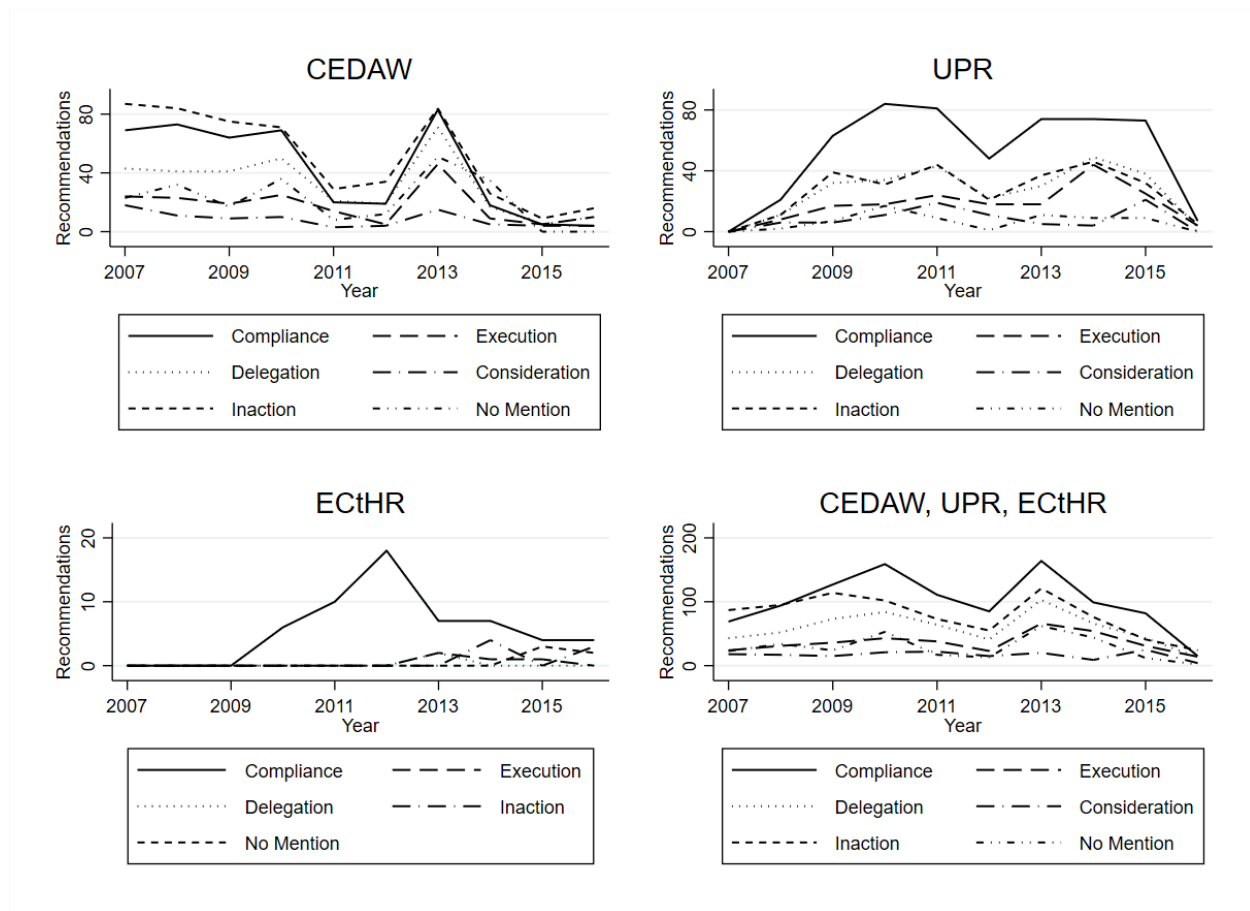 CEDAW
Recommendations
80
40
0
2007 2009 2011 2013 2015
Year
Compliance Execution
Delegation Consideration
Inaction No Mention
UPR
Recommendations
80
40
0
2007 2009 2011 2013 2015
Year
Compliance Execution
Delegation Consideration
Inaction No Mention
ECtHR
Recommendations
20
10
0
2007 2009 2011 2013 2015
Year
Compliance Execution
Delegation Inaction
No Mention
CEDAW, UPR, ECtHR
Recommendations
200
100
0
2007 2009 2011 2013 2015
Year
Compliance Execution
Delegation Consideration
Inaction No Mention